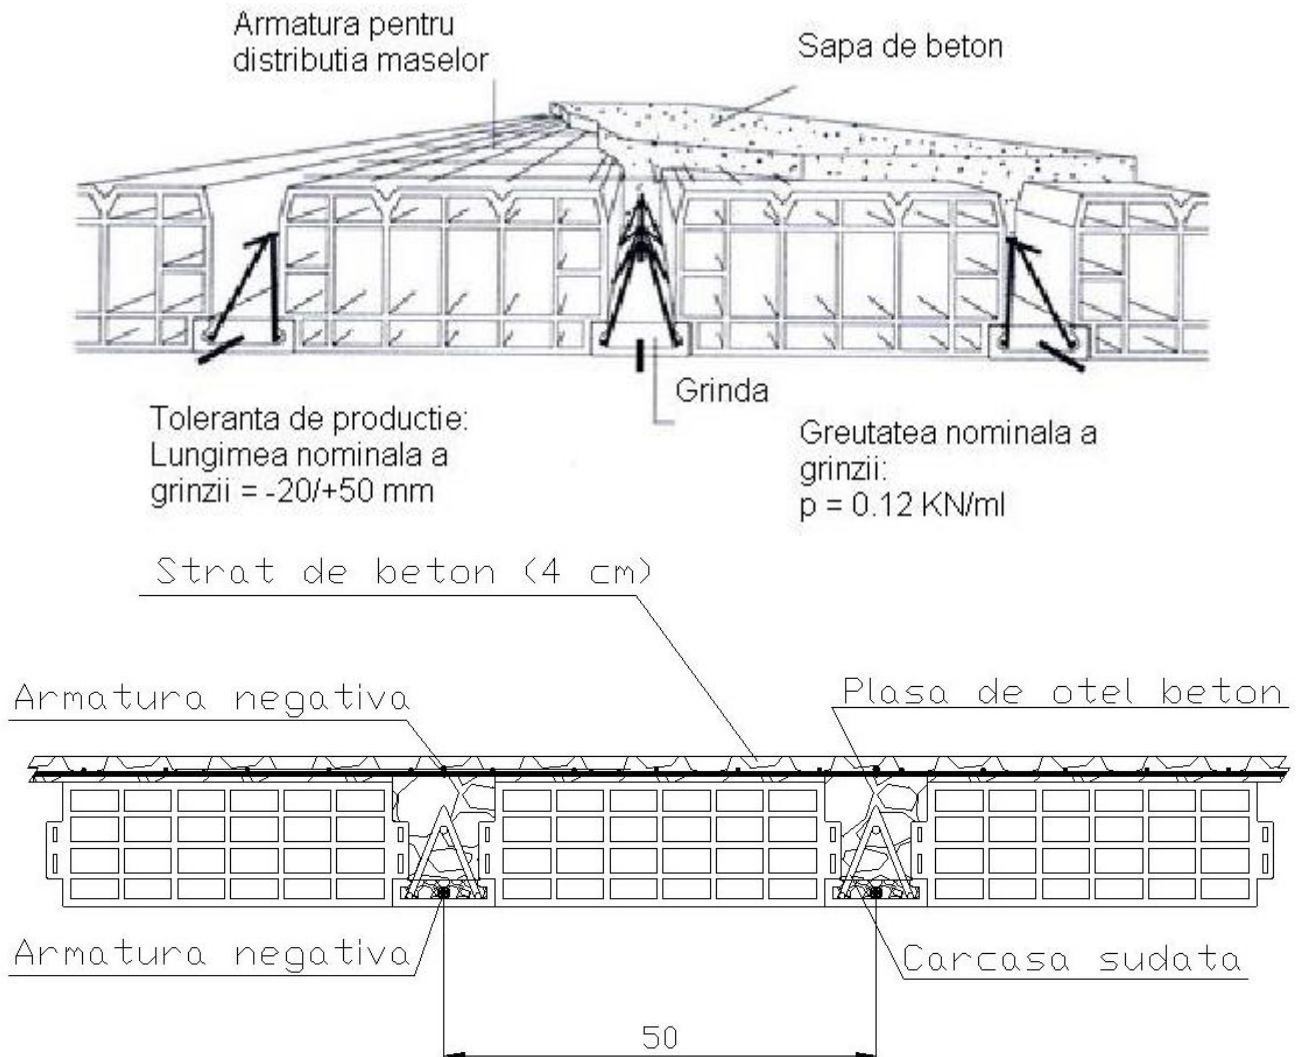 Armatura pentru
distributia maselor
Sapa de beton
Grinda
Toleranta de productie:
Lungimea nominala a
grinzii = -20/+50 mm
Greutatea nominala a
grinzii:
p = 0.12 KN/ml
Strat de beton (4 cm)
Armatura negativa
Plasa de otel beton
Armatura negativa
Carcasa sudata
50